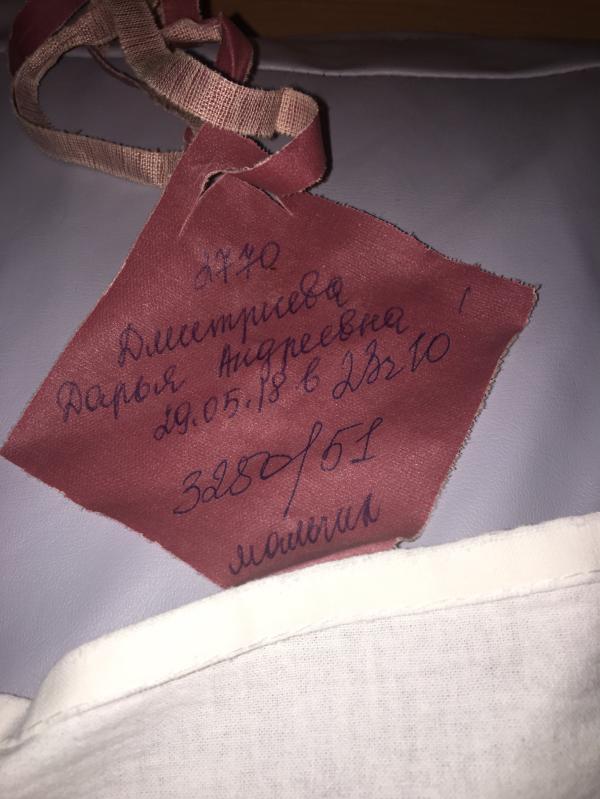 2770
Дмитриева
Дарья Андреевна
29.05.18 в 23ч10
3280/51
мальчик